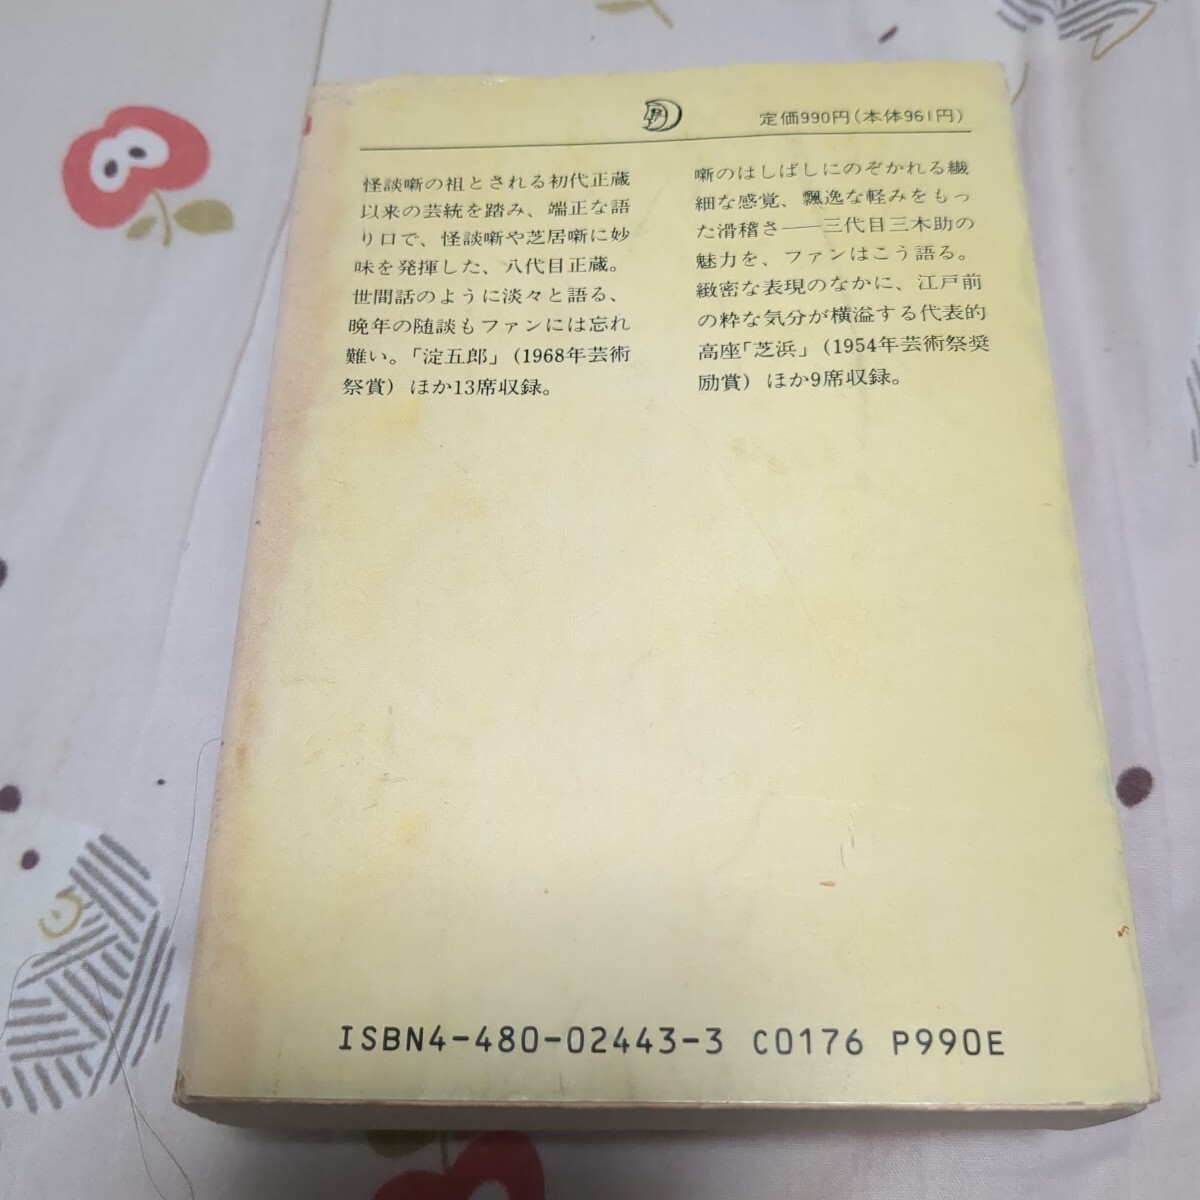 定価990円(本体961円)
怪談噺の祖とされる初代正蔵
以来の芸統を踏み、端正な語
り口で、怪談噺や芝居噺に妙
味を発揮した、八代目正蔵。
世間話のように淡々と語る、
晩年の随談もファンには忘れ
難い。「淀五郎」(1968年芸術
祭賞) ほか13席収録。
噺のはしばしにのぞかれる繊
細な感覚、飄逸な軽みをもっ
た滑稽さ――三代目三木助の
魅力を、ファンはこう語る。
緻密な表現のなかに、江戸前
の粋な気分が横溢する代表的
高座「芝浜」(1954年芸術祭奨
励賞) ほか9席収録。
ISBN4-480-02443-3 C0176 P990E